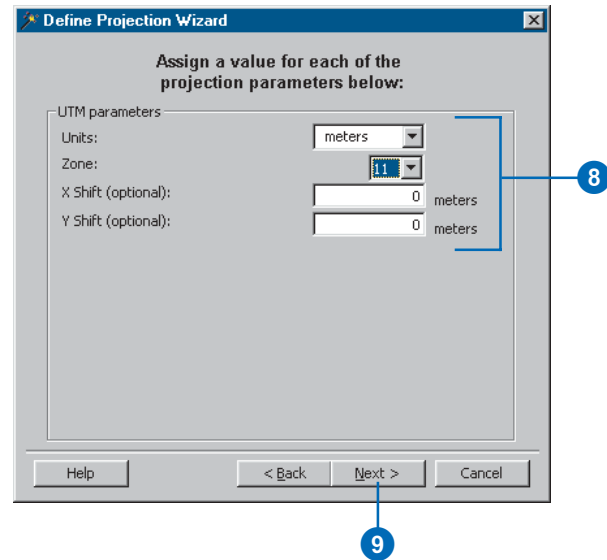 Define Projection Wizard
Assign a value for each of the
projection parameters below:
UTM parameters
Units: meters
Zone: 11
X Shift (optional): 0 meters
Y Shift (optional): 0 meters
8
Help < Back Next > Cancel
9